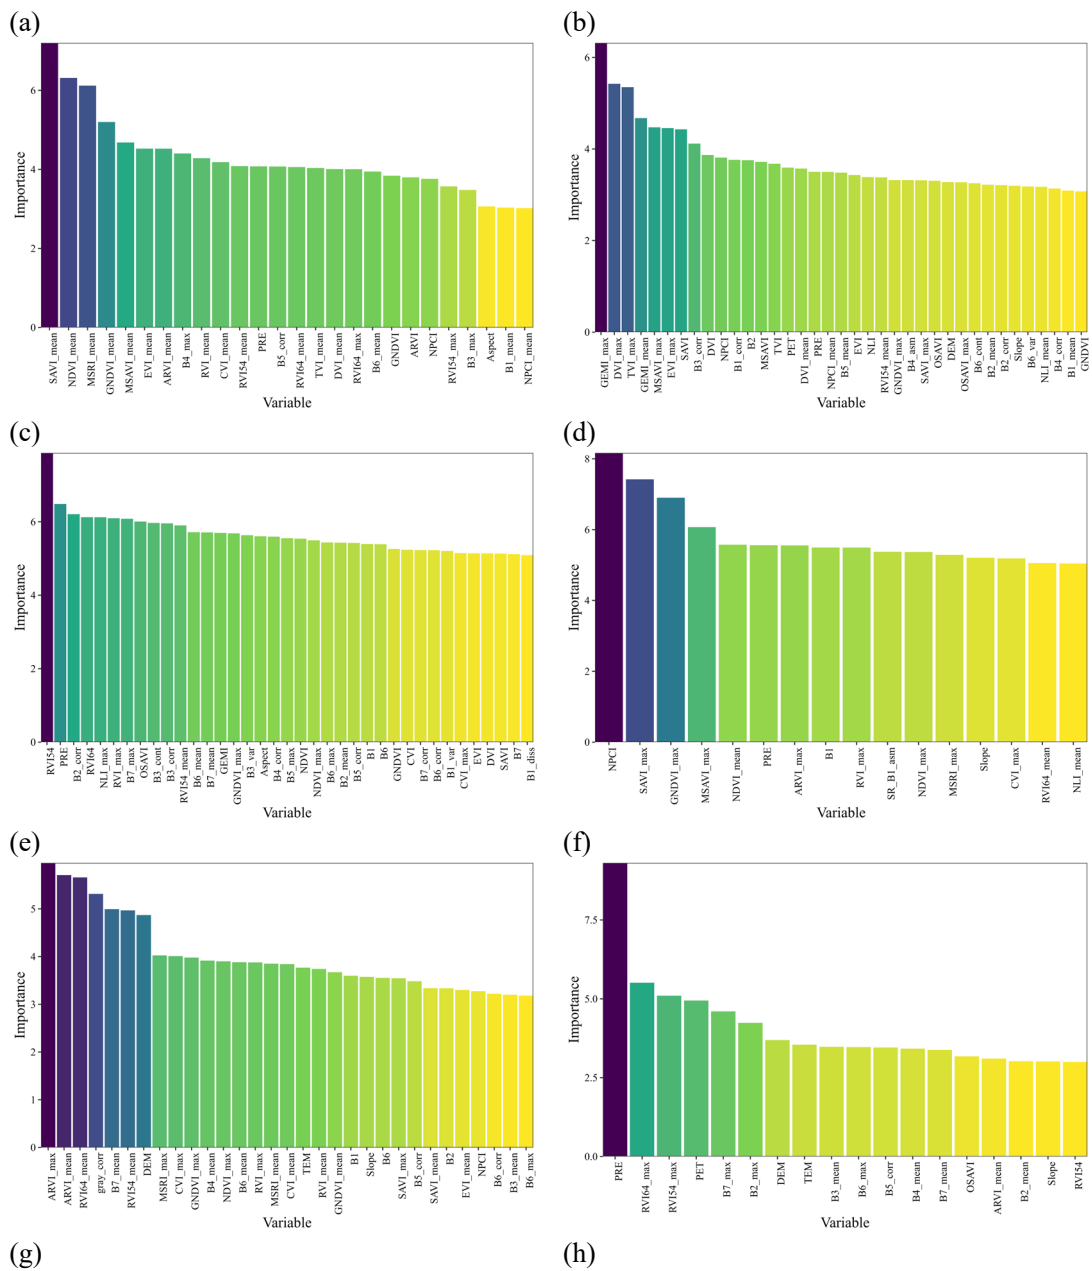 (a)
(b)
Importance
6
4
2
0
SAVI_mean
NDVI_mean
MSRI_mean
GNDVI_mean
MSAVI_mean
EVI_mean
ARVI_mean
B4_max
RVI_mean
CVI_mean
RVI54_mean
PRE
B5_corr
RVI64_mean
TVI_mean
DVI_mean
RVI64_max
B6_mean
GNDVI
ARVI
NPCI
RVI54_max
B3_max
Aspect
B1_mean
NPCI_mean
Variable
Importance
6
4
2
0
GEMI_max
DVI_max
TVI_max
GEMI_mean
MSAVI_max
EVI_max
SAVI
B3_corr
DVI
NPCI
B1_corr
B2
MSAVI
TVI
PET
DVI_mean
PRE
NPCI_mean
B5_mean
EVI
NLI
RVI54_mean
GNDVI_max
B4_asm
SAVI_max
OSAVI
DEM
OSAVI_max
B6_cont
B2_mean
B2_corr
Slope
B6_var
NLI_mean
B4_corr
B1_mean
GNDVI
Variable
(c)
(d)
Importance
6
4
2
0
RVI54
PRE
B2_corr
RVI64
NLI_max
RVI_max
B7_max
OSAVI
B3_cont
B3_corr
RVI54_mean
B6_mean
B7_mean
GEMI
GNDVI_max
B3_var
Aspect
B4_corr
B5_max
NDVI
NDVI_max
B6_max
B2_mean
B5_corr
B1
B6
GNDVI
CVI
B7_corr
B6_corr
B1_var
CVI_max
EVI
DVI
SAVI
B7
B1_diss
Variable
Importance
8
6
4
2
0
NPCI
SAVI_max
GNDVI_max
MSAVI_max
NDVI_mean
PRE
ARVI_max
B1
RVI_max
SR_B1_asm
NDVI_max
MSRI_max
Slope
CVI_max
RVI64_mean
NLI_mean
Variable
(e)
(f)
Importance
5
4
3
2
1
0
ARVI_max
ARVI_mean
RVI64_mean
gray_corr
B7_mean
RVI54_mean
DEM
MSRI_max
CVI_max
GNDVI_max
B4_mean
NDVI_max
B6_mean
RVI_max
MSRI_mean
CVI_mean
TEM
RVI_mean
GNDVI_mean
B1
Slope
B6
SAVI_max
B5_corr
SAVI_mean
B2
EVI_mean
NPCI
B6_corr
B3_mean
B6_max
Variable
Importance
7.5
5.0
2.5
0.0
PRE
RVI64_max
RVI54_max
PET
B7_max
B2_max
DEM
TEM
B3_mean
B6_max
B5_corr
B4_mean
B7_mean
OSAVI
ARVI_mean
B2_mean
Slope
RVI54
Variable
(g)
(h)